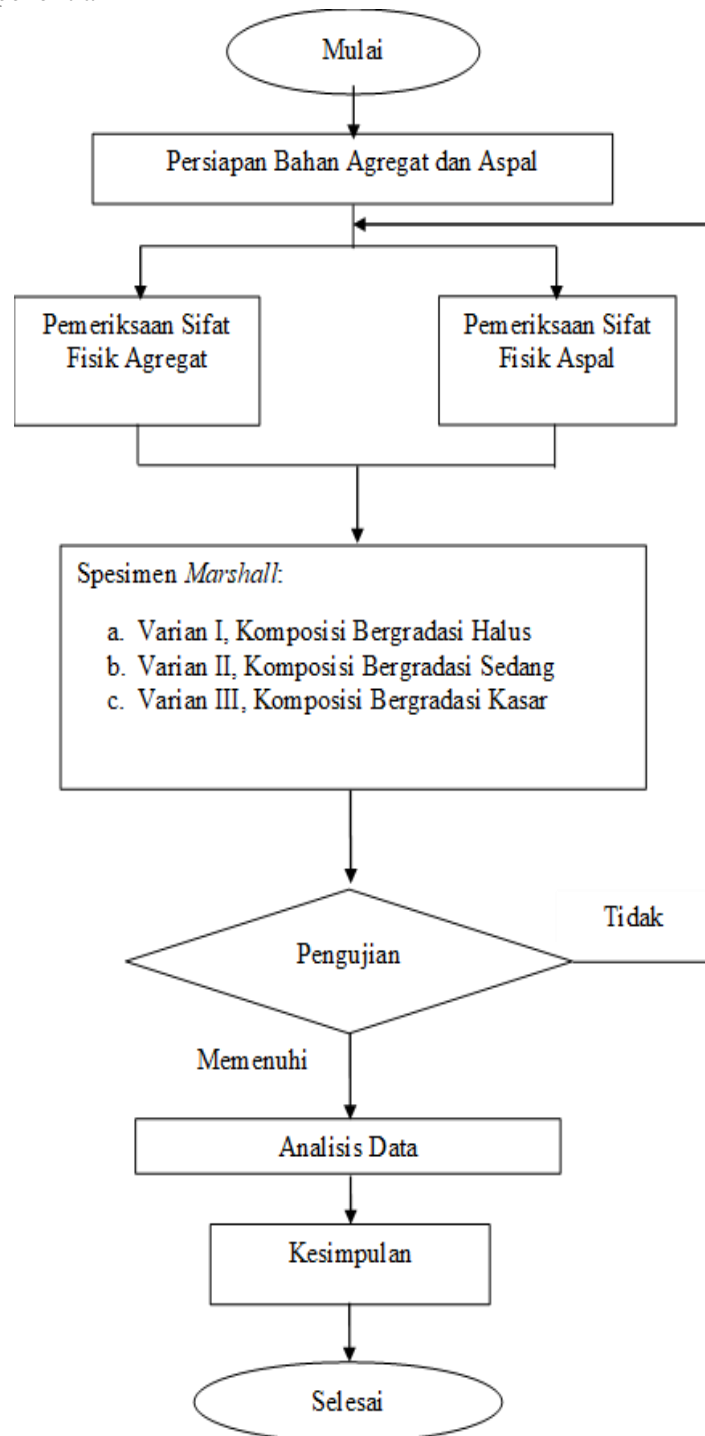 Mulai
Persiapan Bahan Agregat dan Aspal
Pemeriksaan Sifat
Fisik Agregat
Pemeriksaan Sifat
Fisik Aspal
Spesimen Marshall:
a. Varian I, Komposisi Bergradasi Halus
b. Varian II, Komposisi Bergradasi Sedang
c. Varian III, Komposisi Bergradasi Kasar
Pengujian
Tidak
Memenuhi
Analisis Data
Kesimpulan
Selesai